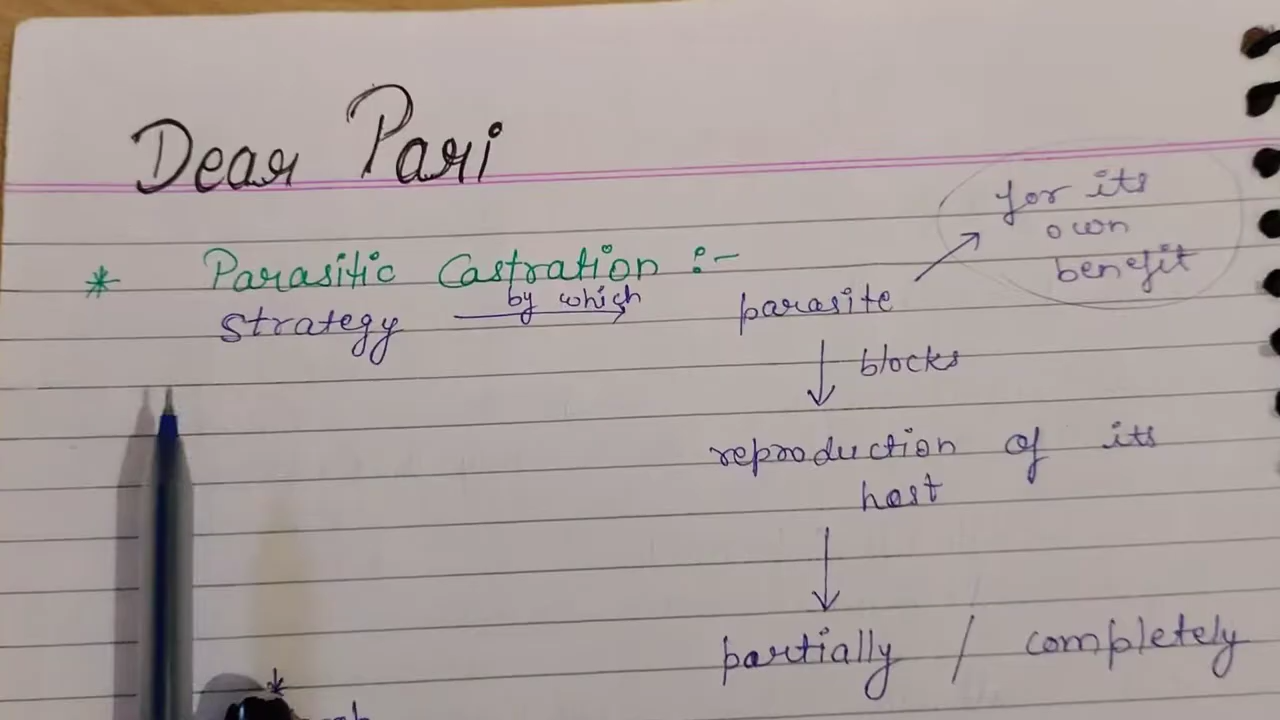 Dear Pari
* Parasitic Castration :-
strategy by which parasite
for its
own
benefit
blocks
reproduction of its
host
partially / completely